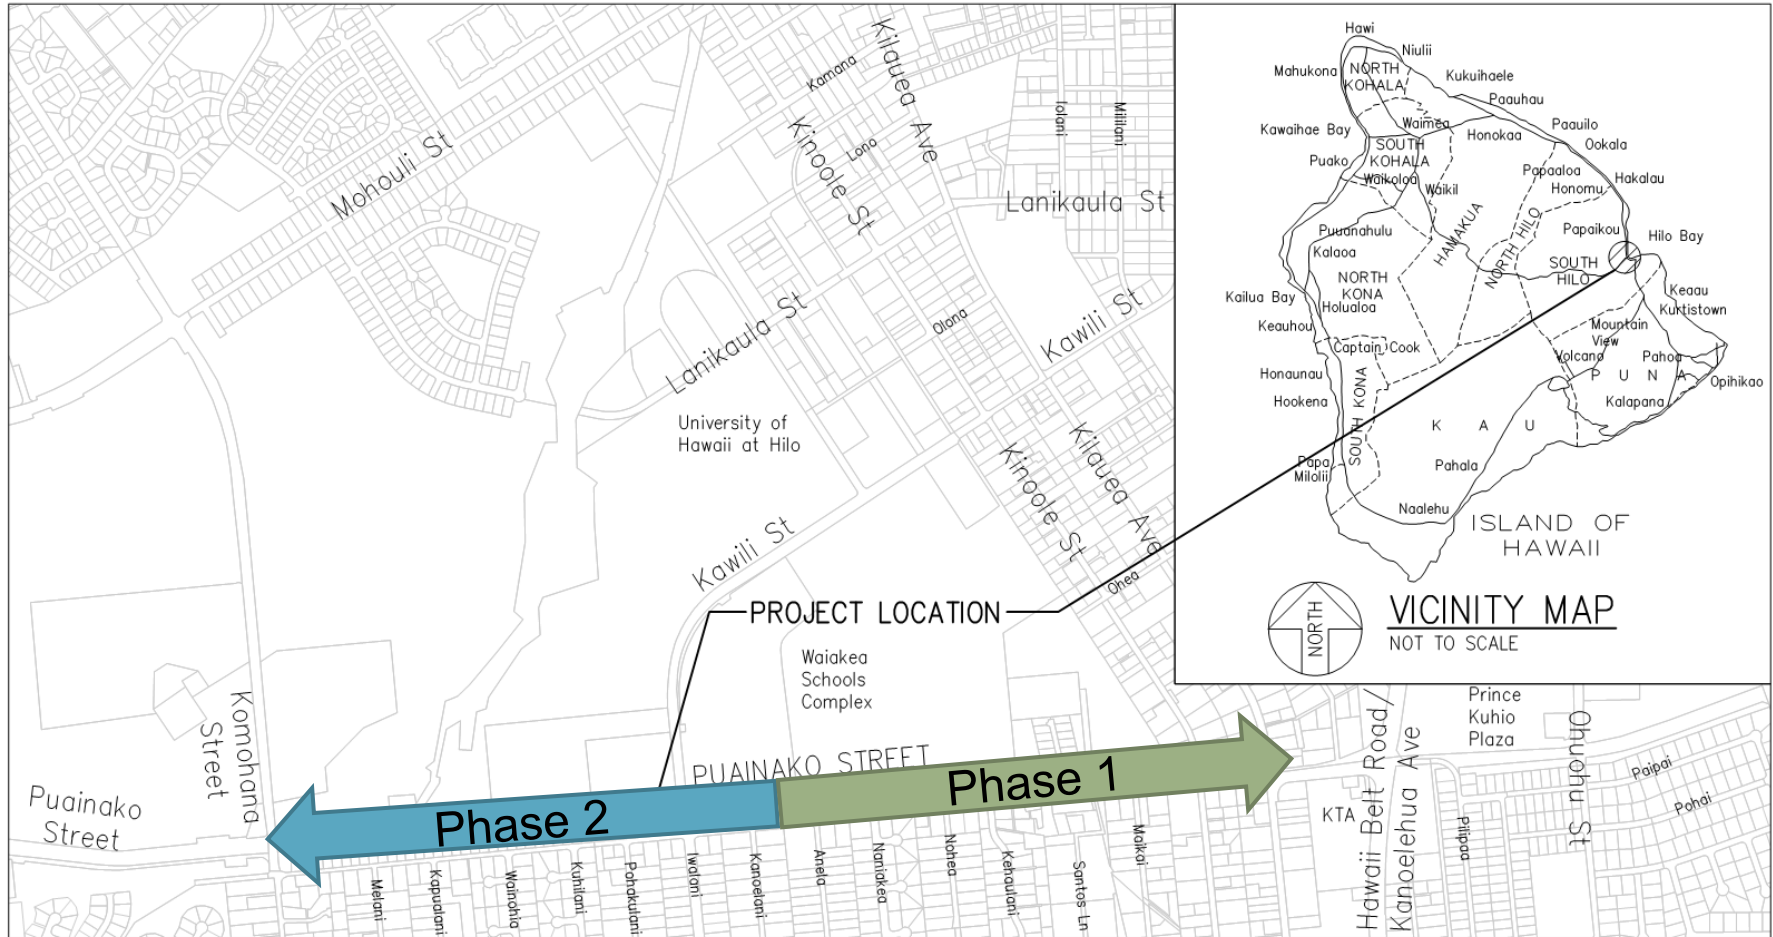 Kilauea Ave
Kamana
Kinoole St
Lono
Iolani
Mililani
Mohouli St
Lanikaula St
Lanikaula St
Olona
Kawili St
University of
Hawaii at Hilo
Kinoole St
Kilauea Ave
Kawili St
Ohea
PROJECT LOCATION
Waiakea
Schools
Complex
Komohana
Street
PUAINAKO STREET
Phase 1
Phase 2
Puainako
Street
Melani
Kapualani
Wainohia
Kuhilani
Pohakulani
Iwalani
Kanoelani
Anela
Naniakea
Nohea
Kehaulani
Santos Ln
Maikai
KTA
Hawaii Belt Road/
Kanoelehua Ave
Pilipaa
Prince
Kuhio
Plaza
Ohuohu St
Paipai
Pohai
Hawi
Niulii
Mahukona
NORTH
KOHALA
Kukuihaele
Paauhau
Kawaihae Bay
Waimea
Honokaa
Paauilo
Ookala
SOUTH
KOHALA
Puako
Waikoloa
Waikii
Papaaloa
Honomu
Hakalau
Puuanahulu
Kalaoa
HAMAKUA
NORTH HILO
Papaikou
Hilo Bay
SOUTH
HILO
NORTH
KONA
Kailua Bay
Holualoa
Keaau
Kurtistown
Keauhou
Mountain
View
Captain Cook
Volcano
Pahoa
Honaunau
PUNA
Opihikao
Hookena
SOUTH KONA
Kalapana
KAU
Papa
Milolii
Pahala
Naalehu
ISLAND OF
HAWAII
NORTH
VICINITY MAP
NOT TO SCALE